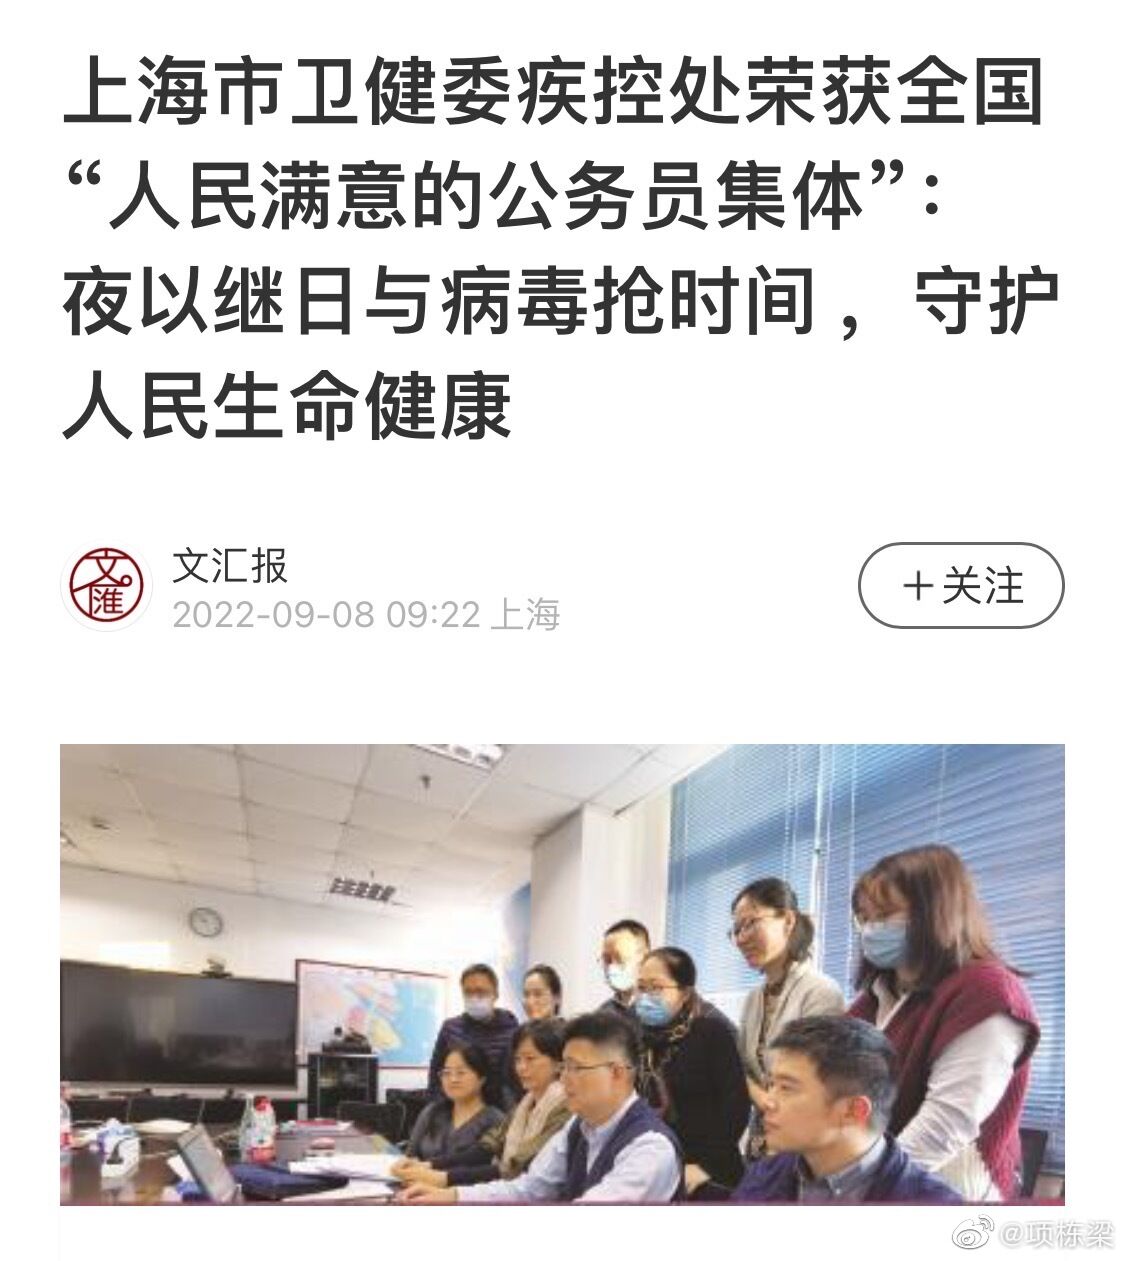 上海市卫健委疾控处荣获全国
“人民满意的公务员集体”：
夜以继日与病毒抢时间，守护
人民生命健康
文汇
文汇报
2022-09-08 09:22 上海
＋关注
@项栋梁